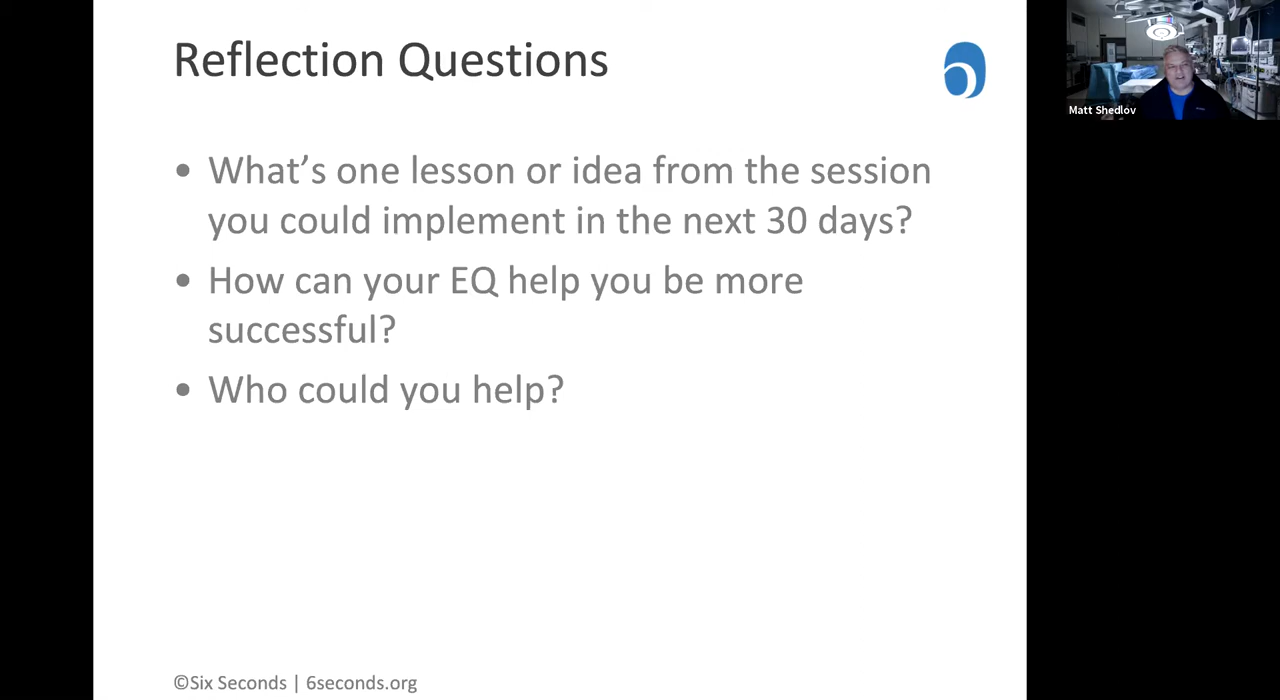 Reflection Questions
• What’s one lesson or idea from the session
you could implement in the next 30 days?
• How can your EQ help you be more
successful?
• Who could you help?
©Six Seconds | 6seconds.org
Matt Shedlov